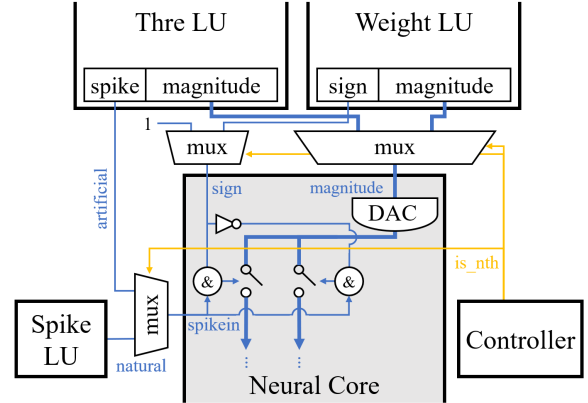 Thre LU
Weight LU
spike
magnitude
sign
magnitude
1
mux
mux
artificial
sign
magnitude
DAC
is_nth
&
&
mux
Spike
LU
spikein
Controller
natural
...
...
Neural Core